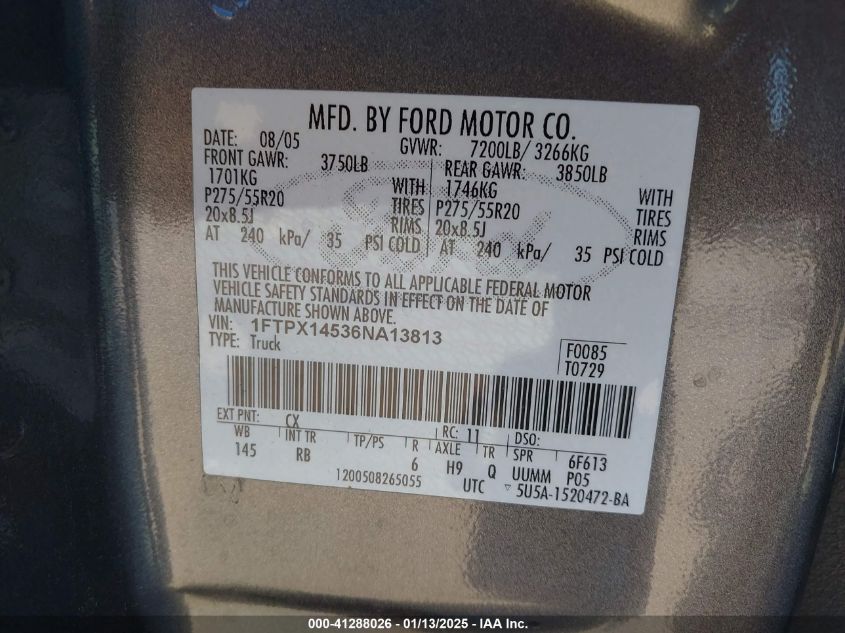 MFD. BY FORD MOTOR CO.
DATE: 08/05 GVWR: 7200LB/ 3266KG
FRONT GAWR: 3750LB REAR GAWR: 3850LB
1701KG WITH 1746KG WITH
P275/55R20 TIRES P275/55R20 TIRES
20x8.5J RIMS 20x8.5J RIMS
AT 240 kPa/ 35 PSI COLD AT 240 kPa/ 35 PSI COLD
THIS VEHICLE CONFORMS TO ALL APPLICABLE FEDERAL MOTOR
VEHICLE SAFETY STANDARDS IN EFFECT ON THE DATE OF
MANUFACTURE SHOWN ABOVE.
VIN: 1FTPX14536NA13813
TYPE: Truck F0085
T0729
EXT PNT: CX RC: 11 DSO:
WB INT TR TP/PS R AXLE TR SPR 6F613
145 RB 6 H9 Q UUMM P05
1200508265055 UTC 5U5A-1520472-BA
000-41288026 - 01/13/2025 - IAA Inc.